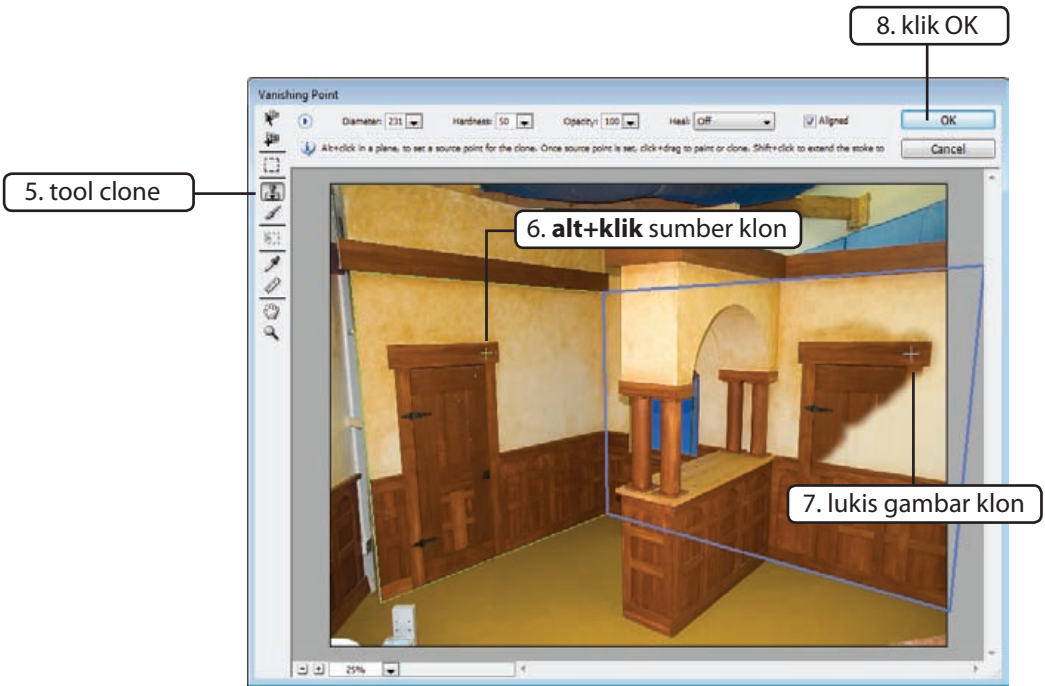 8. klik OK
Vanishing Point
Diameter: 231 Hardness: 50 Opacity: 100 Heal: Off Aligned OK
Alt+click in a plane, to set a source point for the clone. Once source point is set, click+drag to paint or clone. Shift+click to extend the stoke to Cancel
5. tool clone
6. alt+klik sumber klon
7. lukis gambar klon
25%